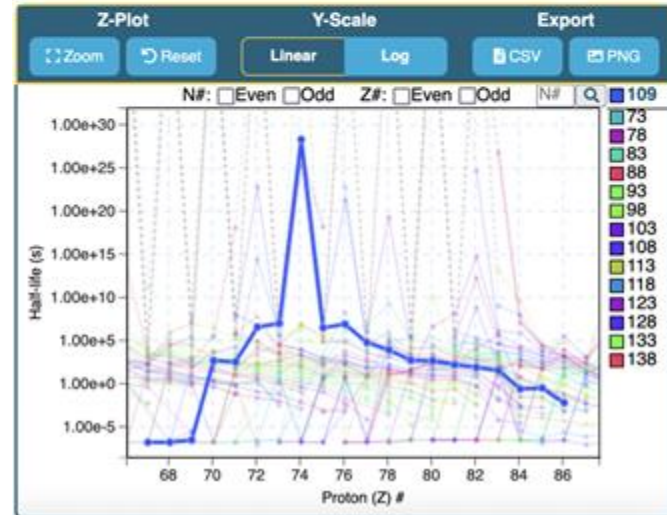 Z-Plot Y-Scale Export
Zoom Reset Linear Log CSV PNG
N#: Even Odd Z#: Even Odd N#
109
73
78
83
88
93
98
103
108
113
118
123
128
133
138
1.00e+30
1.00e+25
1.00e+20
1.00e+15
1.00e+10
1.00e+5
1.00e+0
1.00e-5
Half-life (s)
68 70 72 74 76 78 80 82 84 86
Proton (Z) #